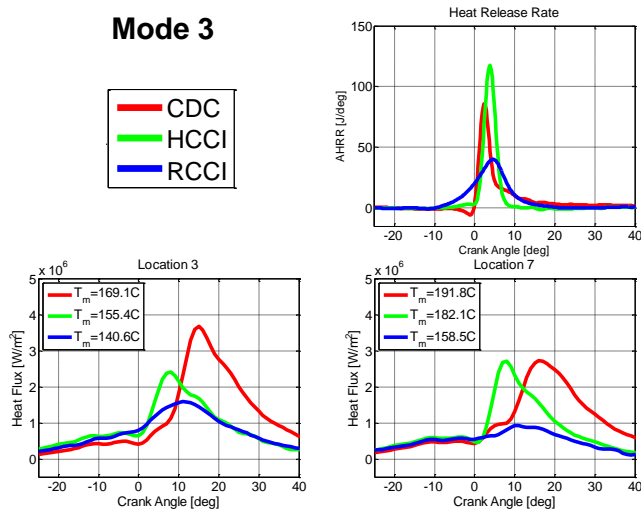 Mode 3
CDC
HCCI
RCCI
Heat Release Rate
150
100
50
0
AHRR [J/deg]
-20 -10 0 10 20 30 40
Crank Angle [deg]
Location 3
x 10^6
5
4
3
2
1
0
Heat Flux [W/m²]
T_m=169.1C
T_m=155.4C
T_m=140.6C
-20 -10 0 10 20 30 40
Crank Angle [deg]
Location 7
x 10^6
5
4
3
2
1
0
Heat Flux [W/m²]
T_m=191.8C
T_m=182.1C
T_m=158.5C
-20 -10 0 10 20 30 40
Crank Angle [deg]